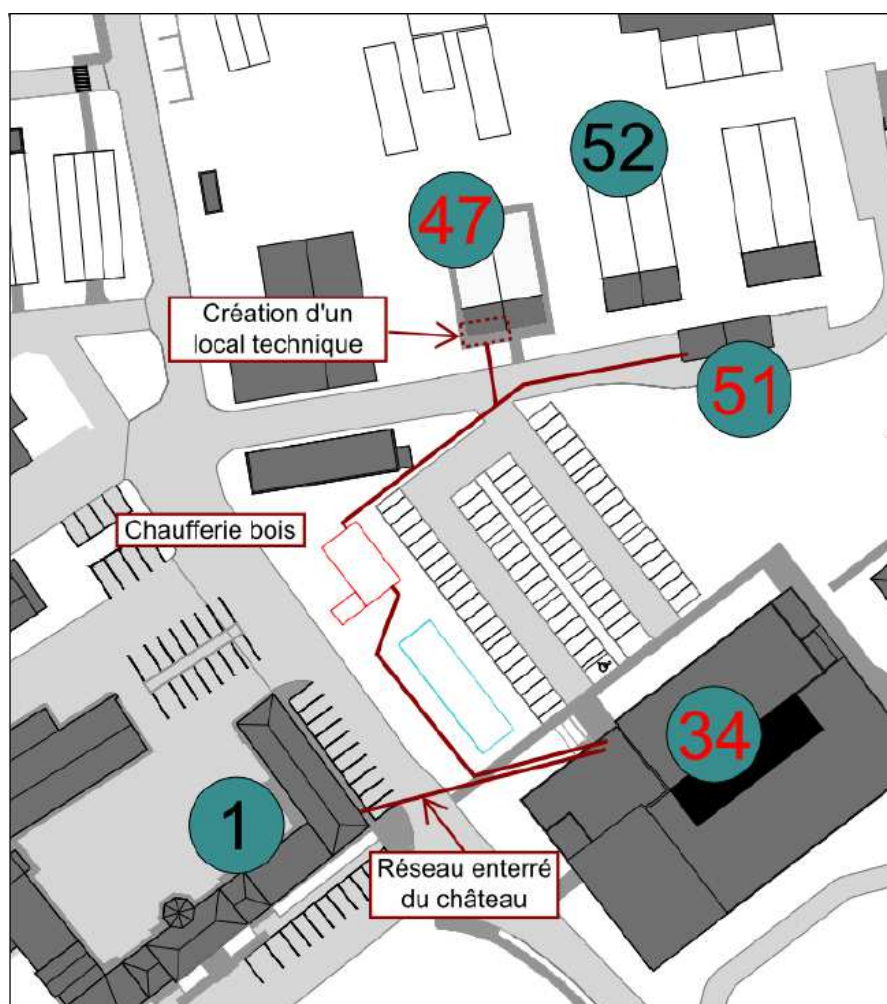 52
47
Création d'un
local technique
51
Chaufferie bois
34
1
Réseau enterré
du château